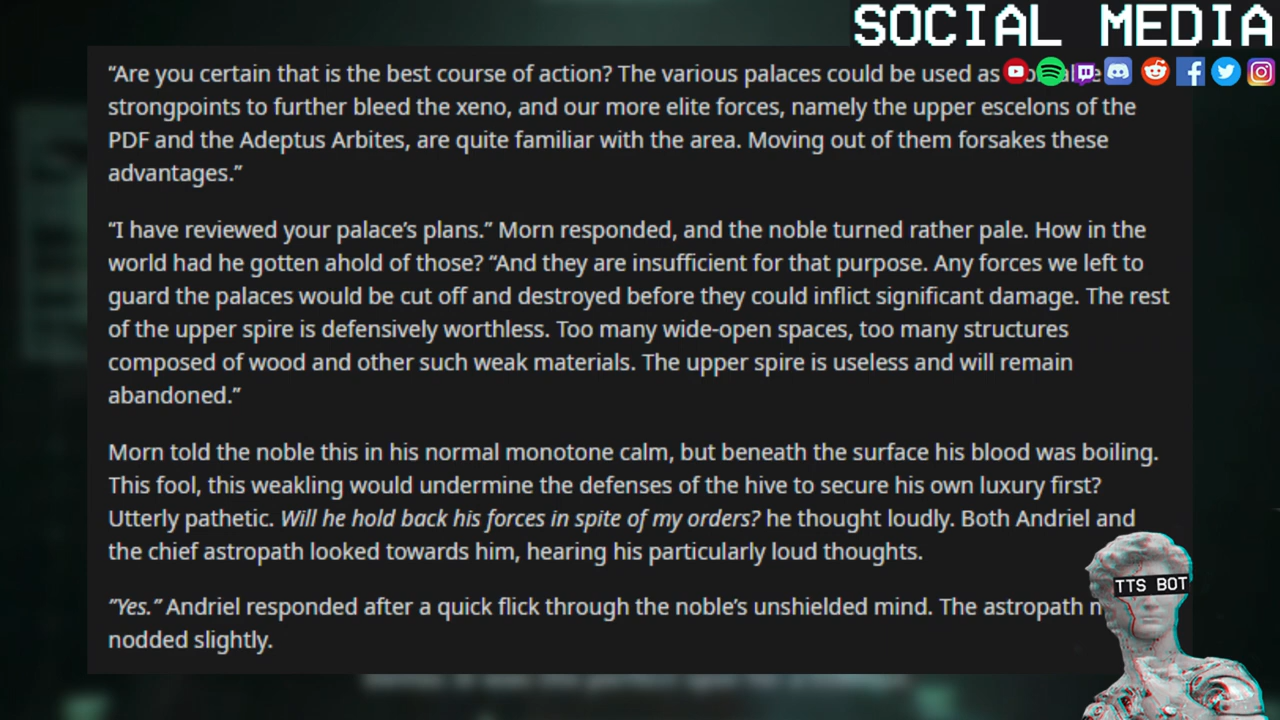 SOCIAL MEDIA
“Are you certain that is the best course of action? The various palaces could be used as
strongpoints to further bleed the xeno, and our more elite forces, namely the upper escelons of the
PDF and the Adeptus Arbites, are quite familiar with the area. Moving out of them forsakes these
advantages.”
“I have reviewed your palace’s plans.” Morn responded, and the noble turned rather pale. How in the
world had he gotten ahold of those? “And they are insufficient for that purpose. Any forces we left to
guard the palaces would be cut off and destroyed before they could inflict significant damage. The rest
of the upper spire is defensively worthless. Too many wide-open spaces, too many structures
composed of wood and other such weak materials. The upper spire is useless and will remain
abandoned.”
Morn told the noble this in his normal monotone calm, but beneath the surface his blood was boiling.
This fool, this weakling would undermine the defenses of the hive to secure his own luxury first?
Utterly pathetic. Will he hold back his forces in spite of my orders? he thought loudly. Both Andriel and
the chief astropath looked towards him, hearing his particularly loud thoughts.
“Yes.” Andriel responded after a quick flick through the noble’s unshielded mind. The astropath
nodded slightly.
TTS BOT